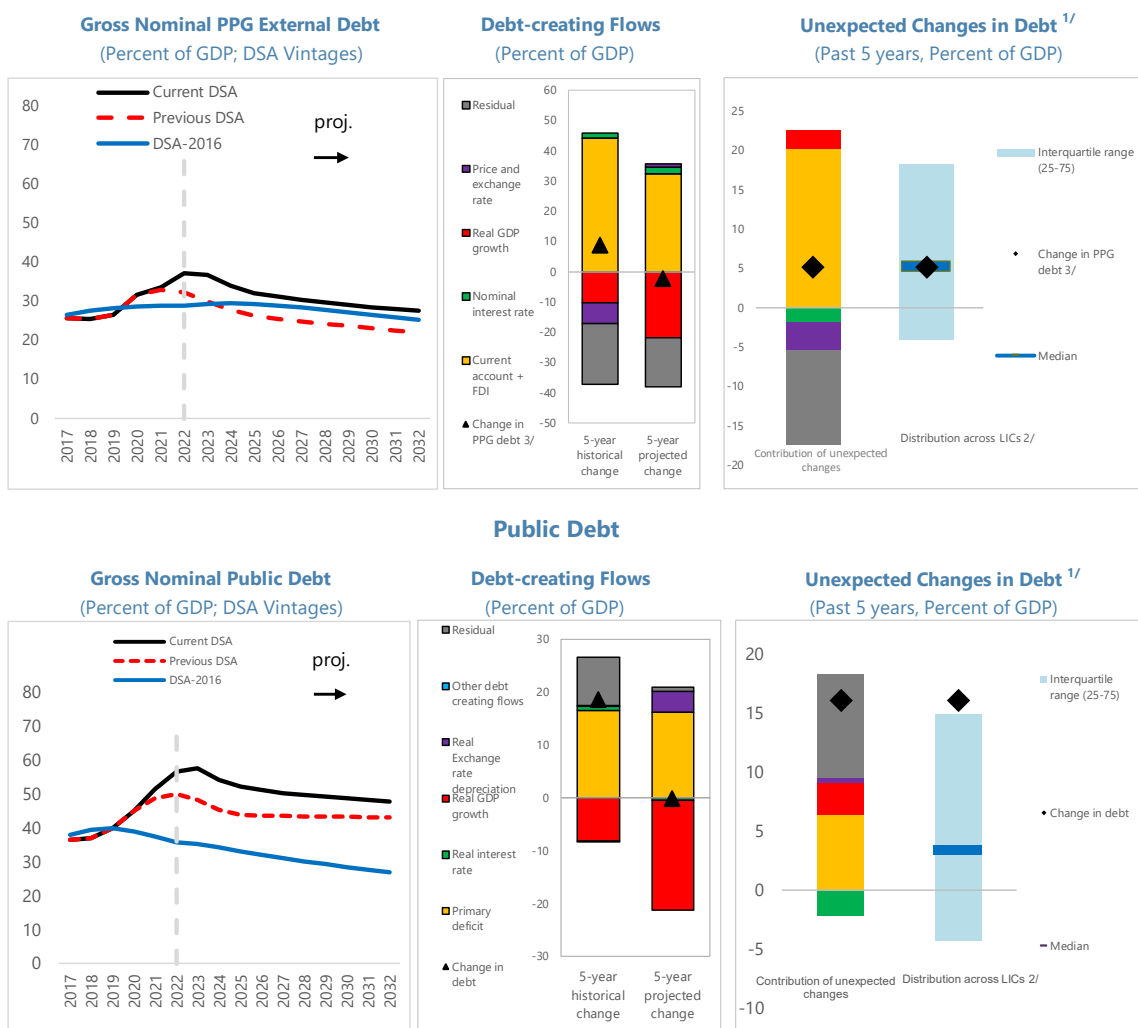 Gross Nominal PPG External Debt
(Percent of GDP; DSA Vintages)
Current DSA
Previous DSA
DSA-2016
proj.
80
70
60
50
40
30
20
10
0
2017
2018
2019
2020
2021
2022
2023
2024
2025
2026
2027
2028
2029
2030
2031
2032
Debt-creating Flows
(Percent of GDP)
Residual
Price and
exchange
rate
Real GDP
growth
Nominal
interest rate
Current
account +
FDI
Change in
PPG debt 3/
60
50
40
30
20
10
0
-10
-20
-30
-40
-50
5-year
historical
change
5-year
projected
change
Unexpected Changes in Debt 1/
(Past 5 years, Percent of GDP)
25
20
15
10
5
0
-5
-10
-15
-20
Interquartile range
(25-75)
Change in PPG
debt 3/
Median
Contribution of unexpected
changes
Distribution across LICs 2/
Public Debt
Gross Nominal Public Debt
(Percent of GDP; DSA Vintages)
Current DSA
Previous DSA
DSA-2016
proj.
80
70
60
50
40
30
20
10
0
2017
2018
2019
2020
2021
2022
2023
2024
2025
2026
2027
2028
2029
2030
2031
2032
Debt-creating Flows
(Percent of GDP)
Residual
Other debt
creating flows
Real
Exchange
rate
depreciation
Real GDP
growth
Real interest
rate
Primary
deficit
Change in
debt
30
20
10
0
-10
-20
-30
5-year
historical
change
5-year
projected
change
Unexpected Changes in Debt 1/
(Past 5 years, Percent of GDP)
20
15
10
5
0
-5
-10
Interquartile
range (25-75)
Change in debt
Median
Contribution of unexpected
changes
Distribution across LICs 2/